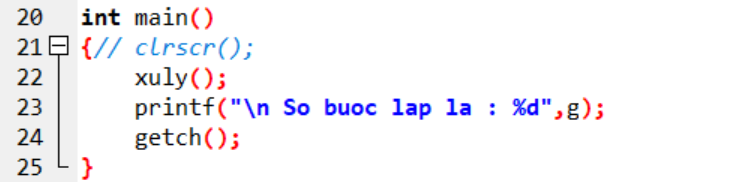 20 int main()
21 {// clrscr();
22 xuly();
23 printf("\n So buoc lap la : %d",g);
24 getch();
25 }